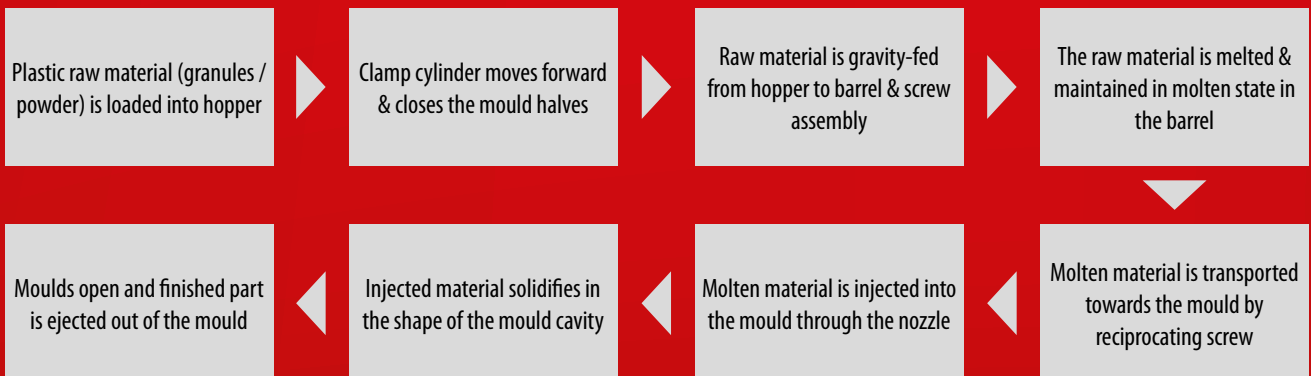 Plastic raw material (granules /
powder) is loaded into hopper
Clamp cylinder moves forward
& closes the mould halves
Raw material is gravity-fed
from hopper to barrel & screw
assembly
The raw material is melted &
maintained in molten state in
the barrel
Molten material is transported
towards the mould by
reciprocating screw
Molten material is injected into
the mould through the nozzle
Injected material solidifies in
the shape of the mould cavity
Moulds open and finished part
is ejected out of the mould